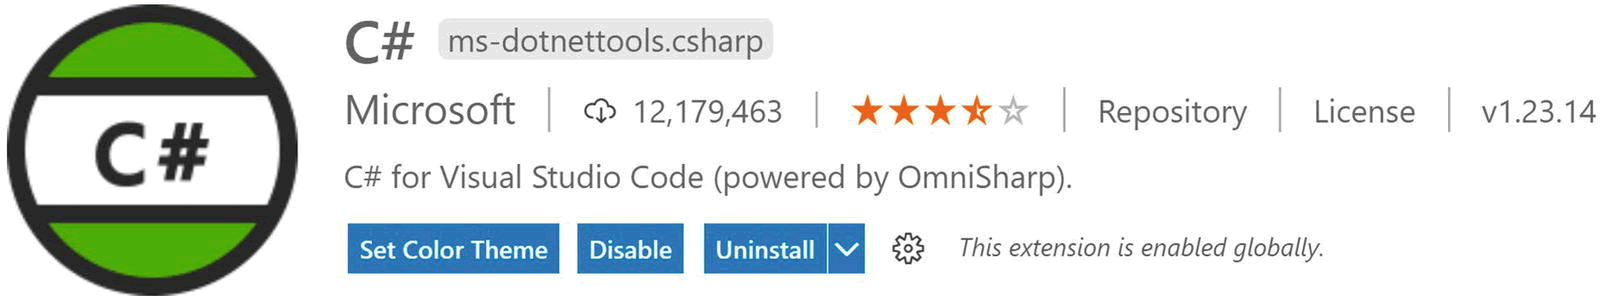 C #
C# ms-dotnettools.csharp
Microsoft 12,179,463 Repository License v1.23.14
C# for Visual Studio Code (powered by OmniSharp).
Set Color Theme Disable Uninstall This extension is enabled globally.